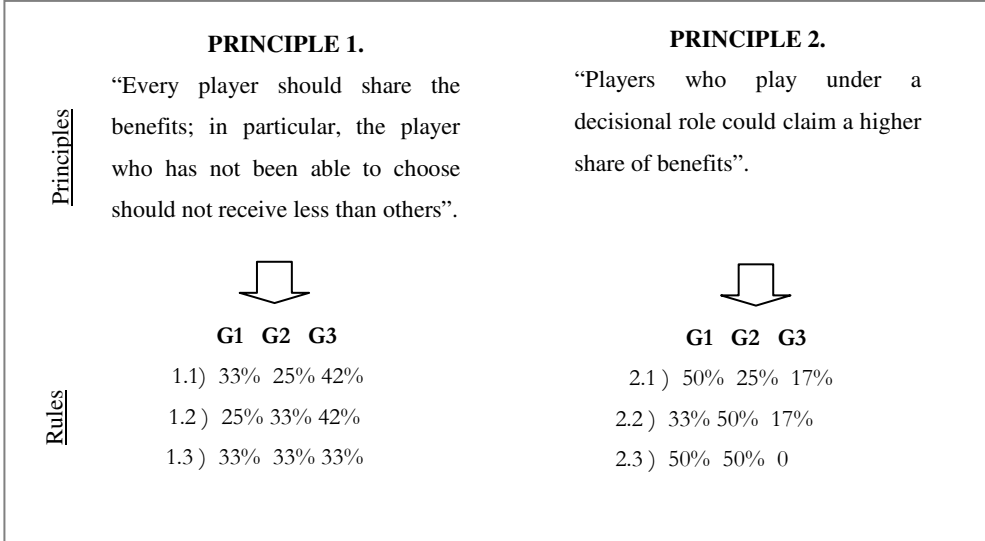 PRINCIPLE 1.
“Every player should share the
benefits; in particular, the player
who has not been able to choose
should not receive less than others”.
PRINCIPLE 2.
“Players who play under a
decisional role could claim a higher
share of benefits”.
Principles
G1 G2 G3
1.1) 33% 25% 42%
1.2 ) 25% 33% 42%
1.3 ) 33% 33% 33%
G1 G2 G3
2.1 ) 50% 25% 17%
2.2 ) 33% 50% 17%
2.3 ) 50% 50% 0
Rules